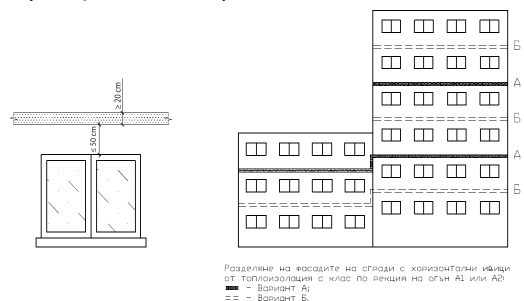 ≥ 20 cm
≤ 50 cm
Б
А
Б
А
Б
Разделяне на фасадите на сгради с хоризонтални ивици
от топлоизолация с клас по рекция на огън А1 или А2:
- Вариант А;
- Вариант Б.